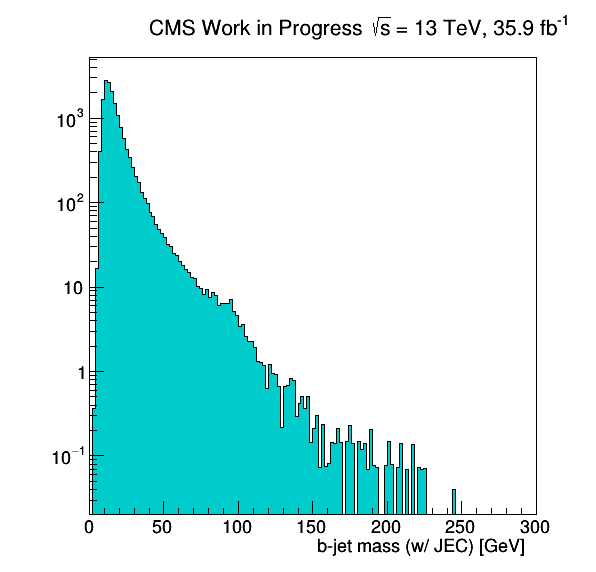 CMS Work in Progress √s = 13 TeV, 35.9 fb⁻¹
10³
10²
10
1
10⁻¹
0 50 100 150 200 250 300
b-jet mass (w/ JEC) [GeV]